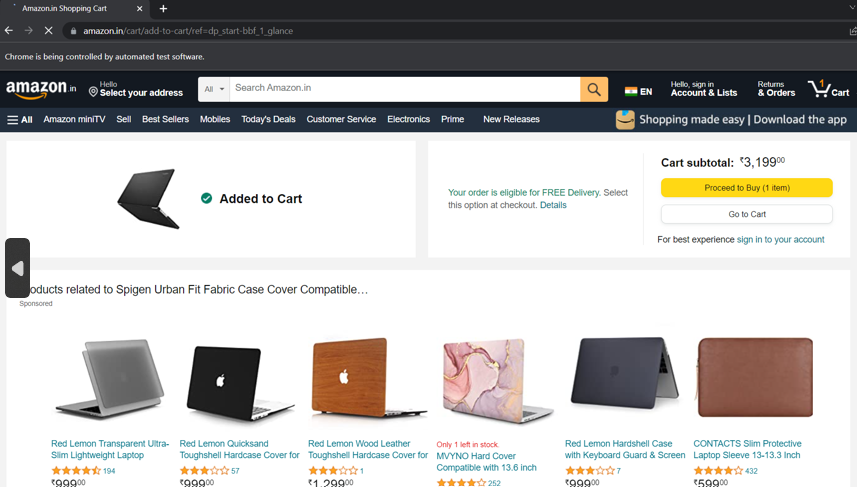 Amazon.in Shopping Cart
amazon.in/cart/add-to-cart/ref=dp_start-bbf_1_glance
Chrome is being controlled by automated test software.
amazon.in
Hello
Select your address
All
Search Amazon.in
EN
Hello, sign in
Account & Lists
Returns
& Orders
1
Cart
All
Amazon miniTV
Sell
Best Sellers
Mobiles
Today's Deals
Customer Service
Electronics
Prime
New Releases
Shopping made easy | Download the app
Added to Cart
Your order is eligible for FREE Delivery. Select
this option at checkout. Details
Cart subtotal: ₹3,19900
Proceed to Buy (1 item)
Go to Cart
For best experience sign in to your account
oducts related to Spigen Urban Fit Fabric Case Cover Compatible…
Sponsored
Red Lemon Transparent Ultra-
Slim Lightweight Laptop
194
₹99900
Red Lemon Quicksand
Toughshell Hardcase Cover for
57
₹99900
Red Lemon Wood Leather
Toughshell Hardcase Cover for
1
₹1,29900
Only 1 left in stock.
MVYNO Hard Cover
Compatible with 13.6 inch
252
Red Lemon Hardshell Case
with Keyboard Guard & Screen
7
₹99900
CONTACTS Slim Protective
Laptop Sleeve 13-13.3 Inch
432
₹59900